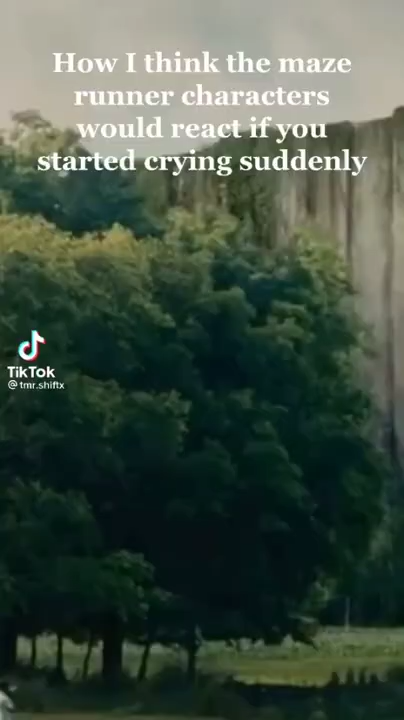 How I think the maze
runner characters
would react if you
started crying suddenly
TikTok
@tmr.shiftx